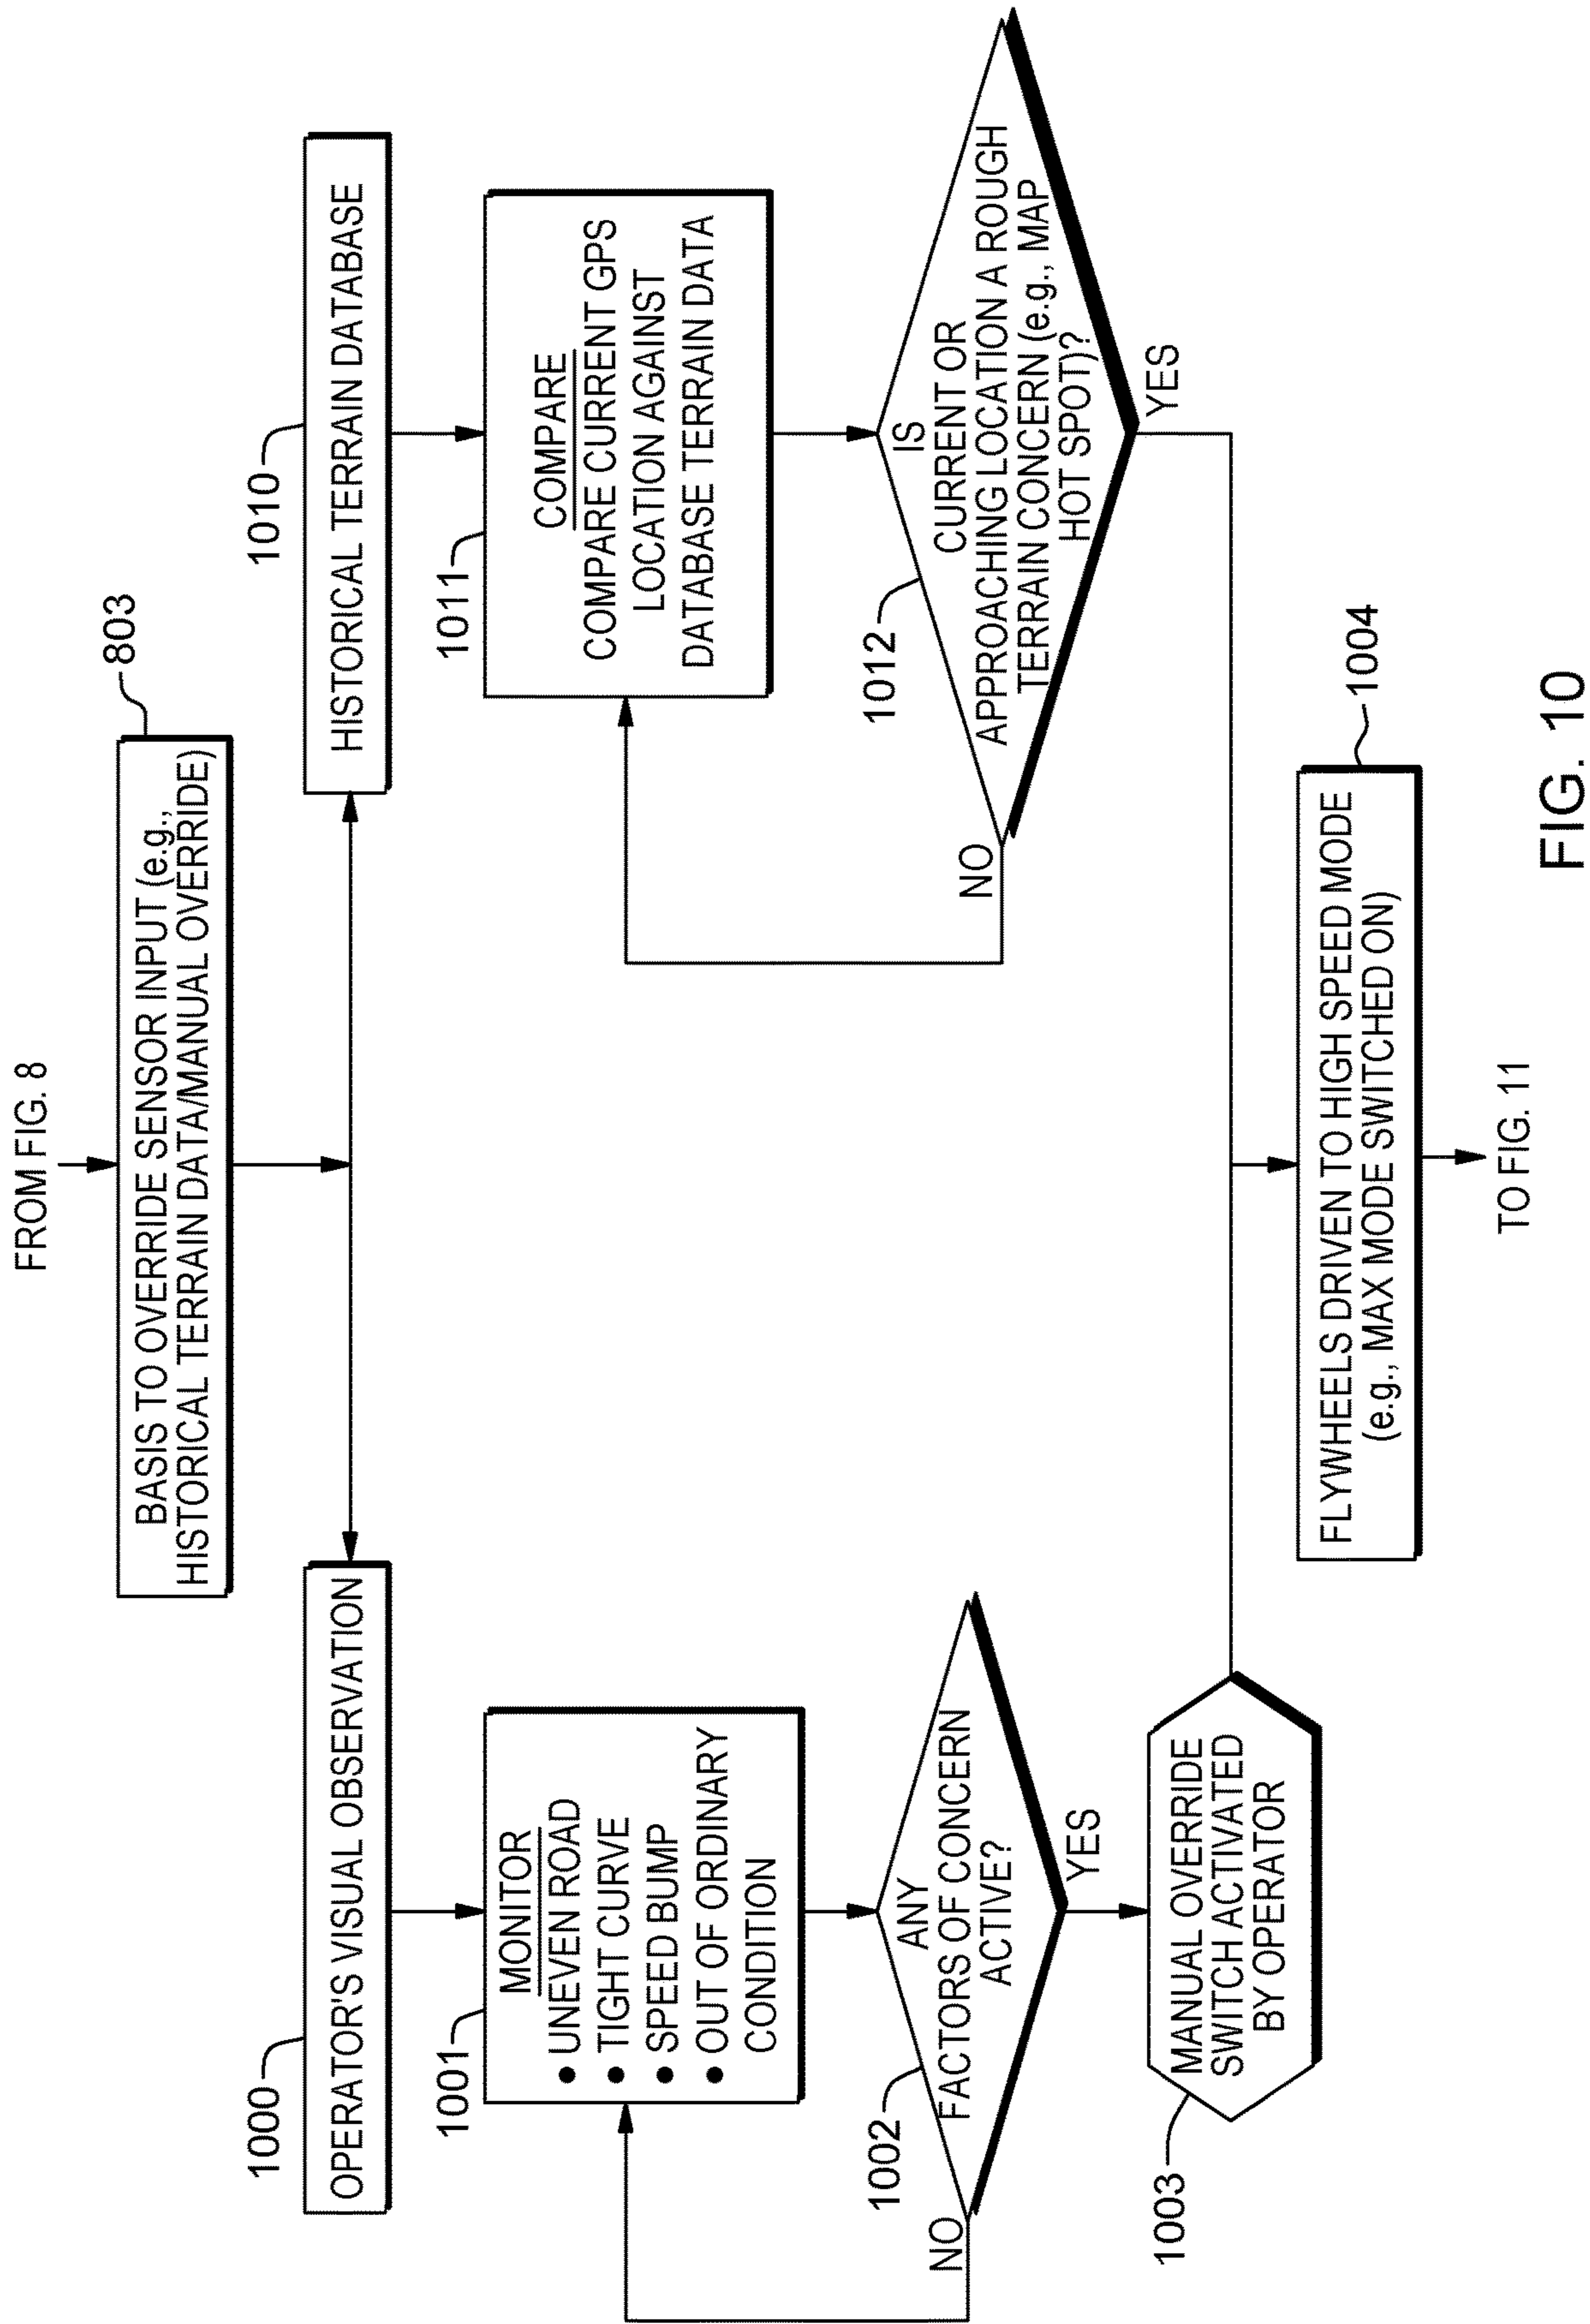 FROM FIG. 8
803
BASIS TO OVERRIDE SENSOR INPUT (e.g.,
HISTORICAL TERRAIN DATA/MANUAL OVERRIDE)
1000
OPERATOR'S VISUAL OBSERVATION
1001
MONITOR
● UNEVEN ROAD
● TIGHT CURVE
● SPEED BUMP
● OUT OF ORDINARY
CONDITION
1002
ANY
FACTORS OF CONCERN
ACTIVE?
NO
YES
1003
MANUAL OVERRIDE
SWITCH ACTIVATED
BY OPERATOR
1010
HISTORICAL TERRAIN DATABASE
1011
COMPARE
COMPARE CURRENT GPS
LOCATION AGAINST
DATABASE TERRAIN DATA
1012
IS
CURRENT OR
APPROACHING LOCATION A ROUGH
TERRAIN CONCERN (e.g., MAP
HOT SPOT)?
NO
YES
1004
FLYWHEELS DRIVEN TO HIGH SPEED MODE
(e.g., MAX MODE SWITCHED ON)
TO FIG. 11
FIG. 10